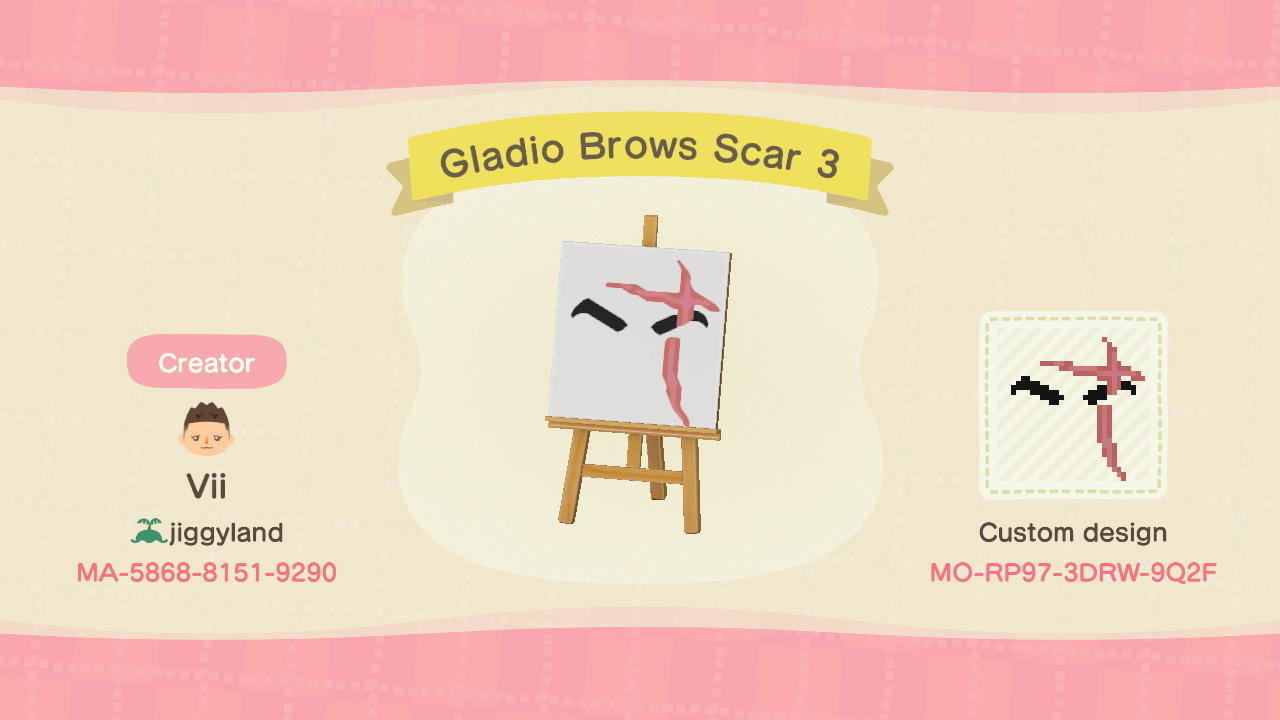 Gladio Brows Scar 3
Creator
Vii
jiggyland
MA-5868-8151-9290
Custom design
MO-RP97-3DRW-9Q2F